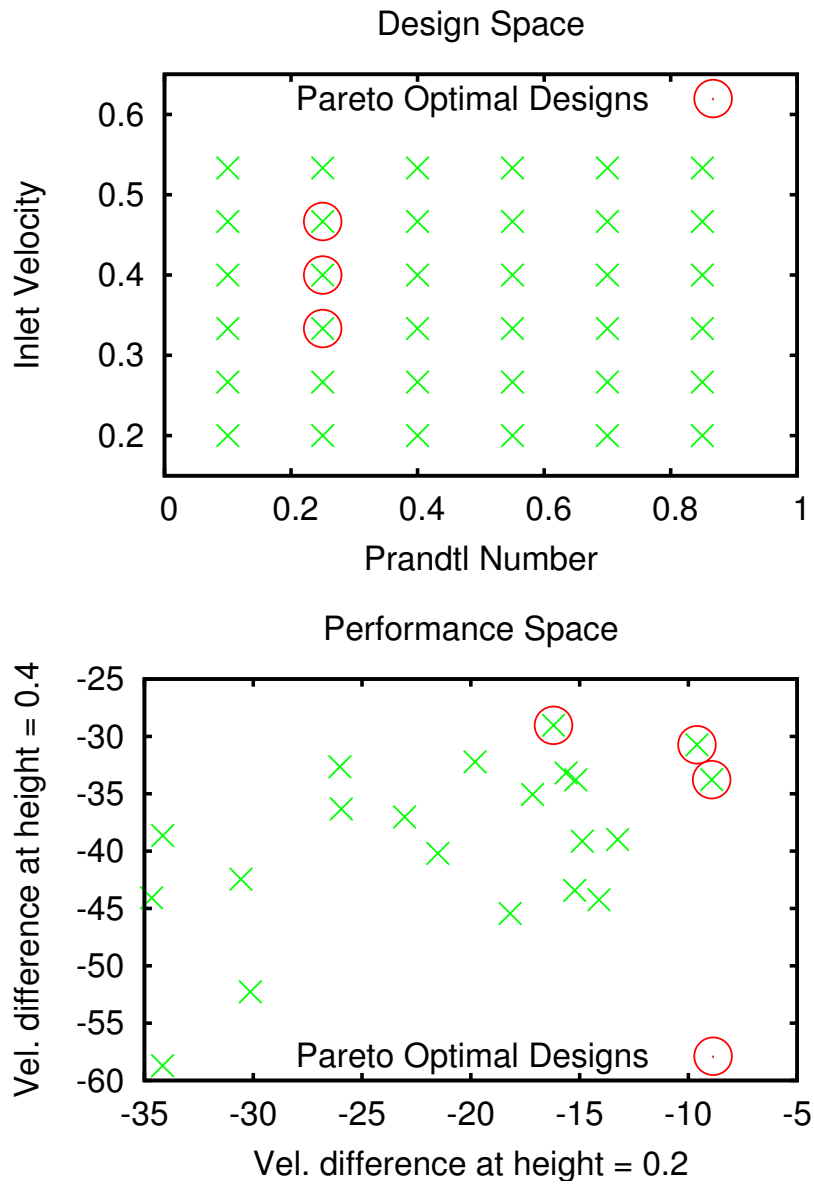 Design Space
Pareto Optimal Designs
0.6
0.5
0.4
0.3
0.2
Inlet Velocity
0 0.2 0.4 0.6 0.8 1
Prandtl Number
Performance Space
-25
-30
-35
-40
-45
-50
-55
-60
Vel. difference at height = 0.4
Pareto Optimal Designs
-35 -30 -25 -20 -15 -10 -5
Vel. difference at height = 0.2